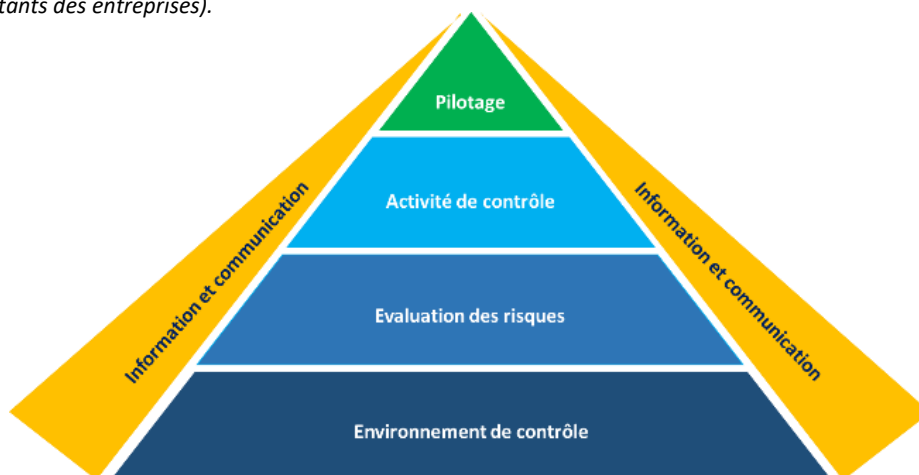 tants des entreprises).
Pilotage
Activité de contrôle
Information et communication
Information et communication
Evaluation des risques
Environnement de contrôle